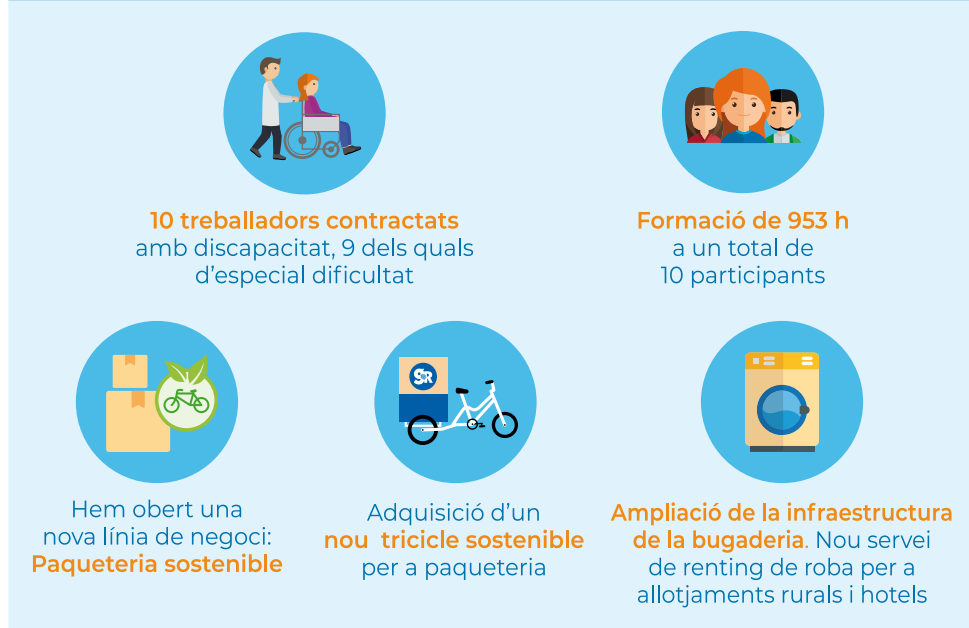 10 treballadors contractats
amb discapacitat, 9 dels quals
d'especial dificultat
Formació de 953 h
a un total de
10 participants
Hem obert una
nova línia de negoci:
Paqueteria sostenible
SR
Adquisició d'un
nou tricicle sostenible
per a paqueteria
Ampliació de la infraestructura
de la bugaderia. Nou servei
de renting de roba per a
allotjaments rurals i hotels